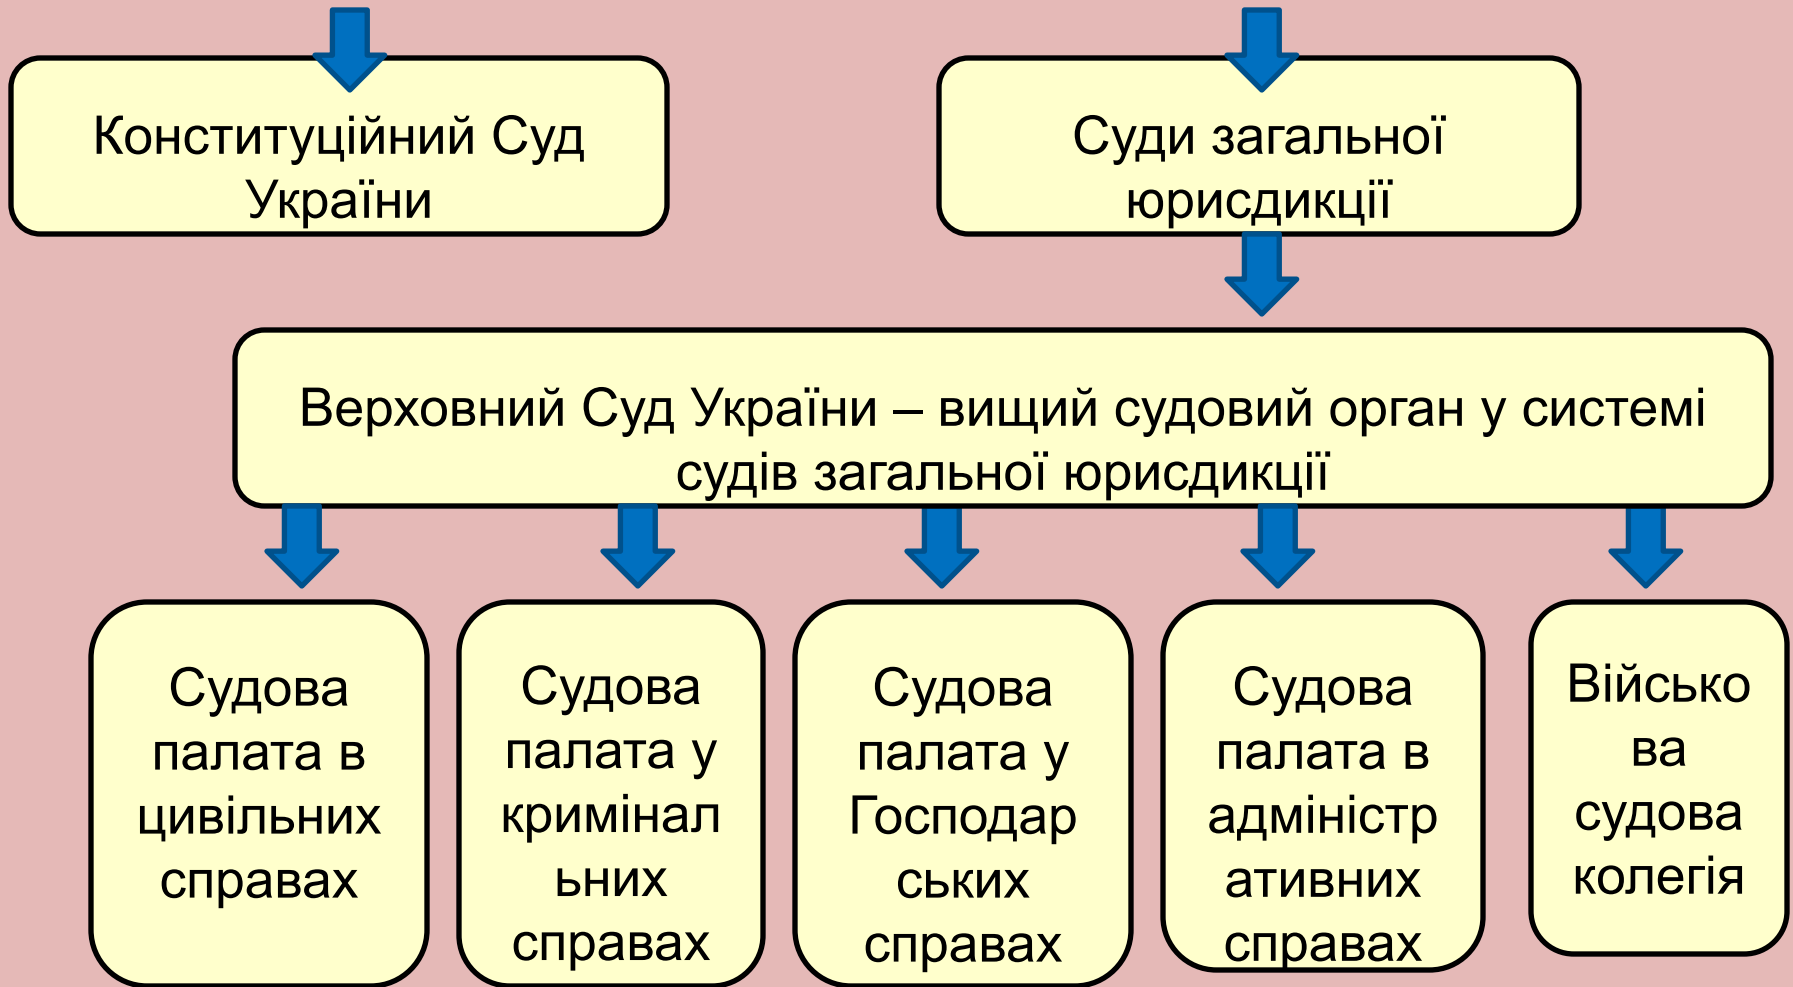 Конституційний Суд
України
Суди загальної
юрисдикції
Верховний Суд України – вищий судовий орган у системі
судів загальної юрисдикції
Судова
палата в
цивільних
справах
Судова
палата у
кримінал
ьних
справах
Судова
палата у
Господар
ських
справах
Судова
палата в
адміністр
ативних
справах
Військо
ва
судова
колегія